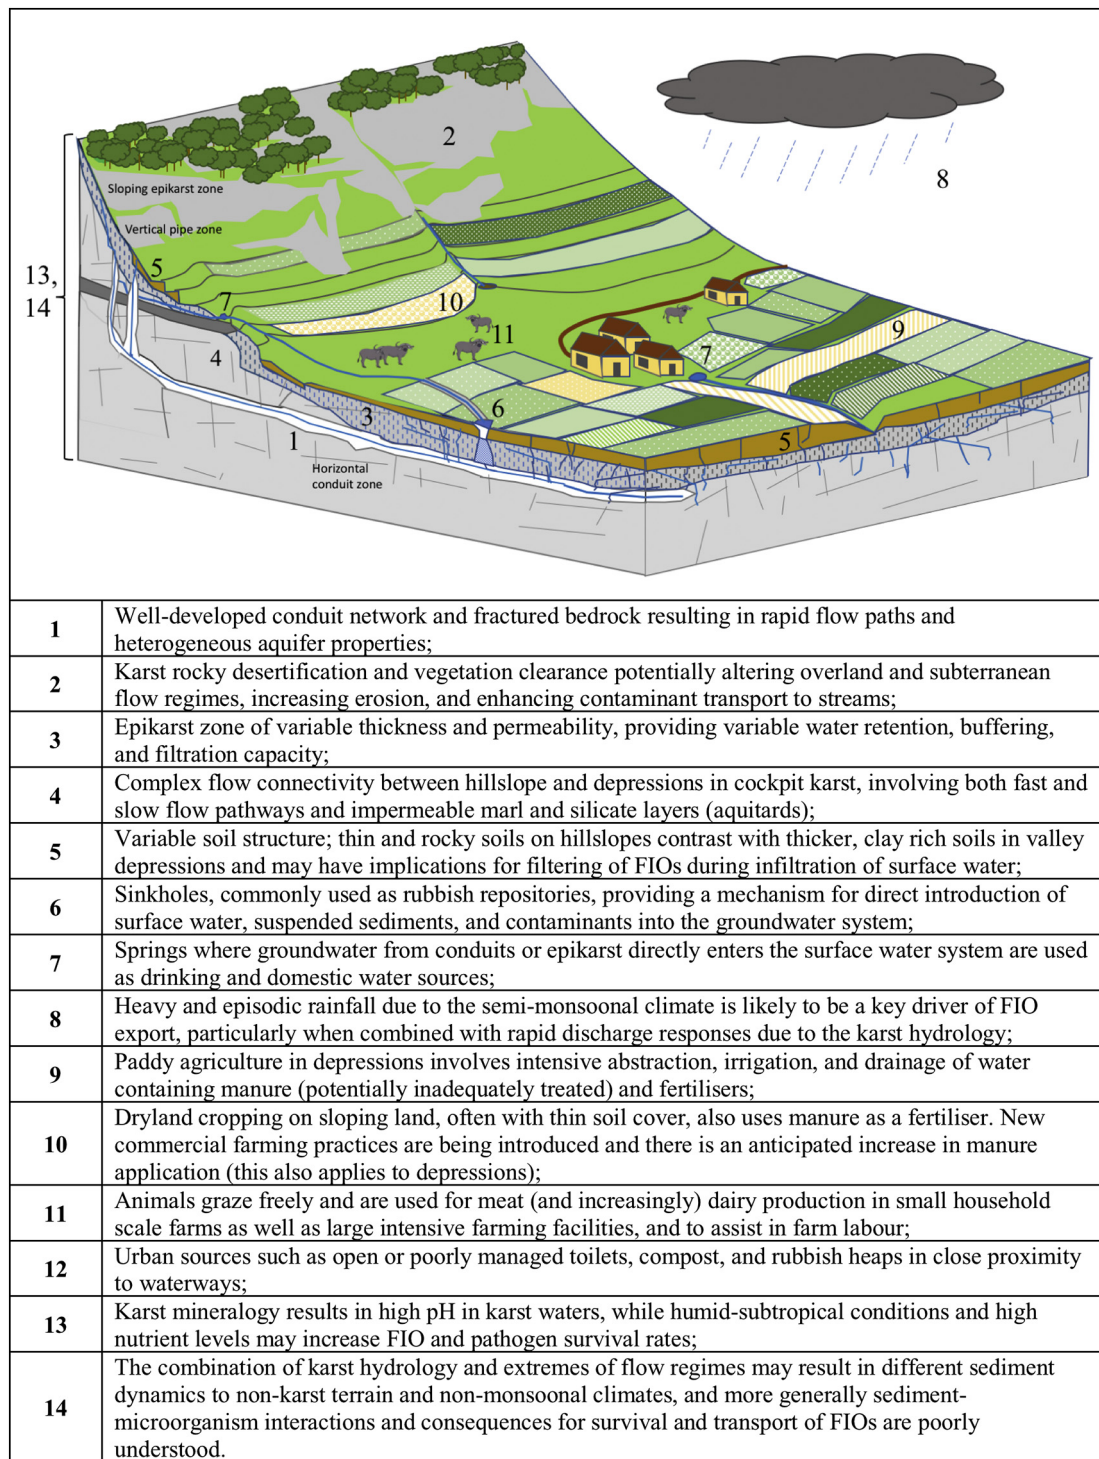 2
8
Sloping epikarst zone
Vertical pipe zone
5
13,
14
7
10
11
9
4
7
3
6
1
5
Horizontal
conduit zone
1
Well-developed conduit network and fractured bedrock resulting in rapid flow paths and
heterogeneous aquifer properties;
2
Karst rocky desertification and vegetation clearance potentially altering overland and subterranean
flow regimes, increasing erosion, and enhancing contaminant transport to streams;
3
Epikarst zone of variable thickness and permeability, providing variable water retention, buffering,
and filtration capacity;
4
Complex flow connectivity between hillslope and depressions in cockpit karst, involving both fast and
slow flow pathways and impermeable marl and silicate layers (aquitards);
5
Variable soil structure; thin and rocky soils on hillslopes contrast with thicker, clay rich soils in valley
depressions and may have implications for filtering of FIOs during infiltration of surface water;
6
Sinkholes, commonly used as rubbish repositories, providing a mechanism for direct introduction of
surface water, suspended sediments, and contaminants into the groundwater system;
7
Springs where groundwater from conduits or epikarst directly enters the surface water system are used
as drinking and domestic water sources;
8
Heavy and episodic rainfall due to the semi-monsoonal climate is likely to be a key driver of FIO
export, particularly when combined with rapid discharge responses due to the karst hydrology;
9
Paddy agriculture in depressions involves intensive abstraction, irrigation, and drainage of water
containing manure (potentially inadequately treated) and fertilisers;
10
Dryland cropping on sloping land, often with thin soil cover, also uses manure as a fertiliser. New
commercial farming practices are being introduced and there is an anticipated increase in manure
application (this also applies to depressions);
11
Animals graze freely and are used for meat (and increasingly) dairy production in small household
scale farms as well as large intensive farming facilities, and to assist in farm labour;
12
Urban sources such as open or poorly managed toilets, compost, and rubbish heaps in close proximity
to waterways;
13
Karst mineralogy results in high pH in karst waters, while humid-subtropical conditions and high
nutrient levels may increase FIO and pathogen survival rates;
14
The combination of karst hydrology and extremes of flow regimes may result in different sediment
dynamics to non-karst terrain and non-monsoonal climates, and more generally sediment-
microorganism interactions and consequences for survival and transport of FIOs are poorly
understood.